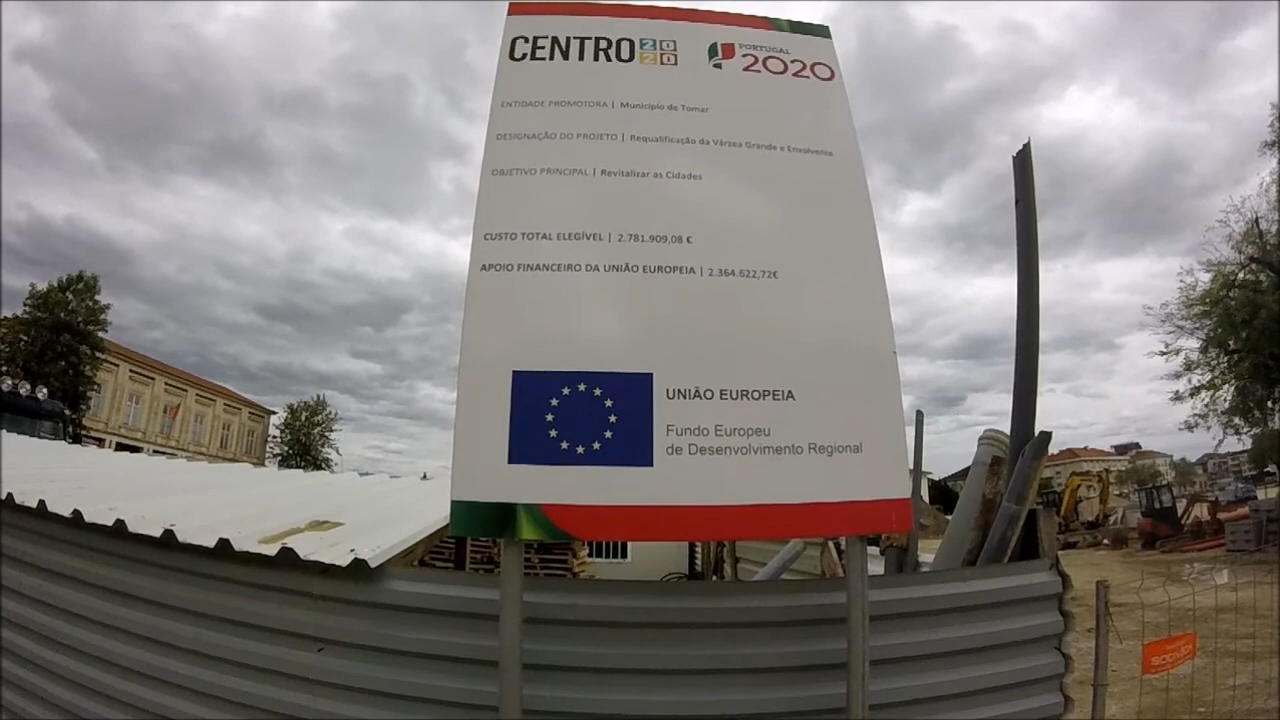 CENTRO 2020
PORTUGAL
2020
ENTIDADE PROMOTORA | Município de Tomar
DESIGNAÇÃO DO PROJETO | Requalificação da Várzea Grande e Envolvente
OBJETIVO PRINCIPAL | Revitalizar as Cidades
CUSTO TOTAL ELEGÍVEL | 2.781.909,08 €
APOIO FINANCEIRO DA UNIÃO EUROPEIA | 2.364.622,72€
UNIÃO EUROPEIA
Fundo Europeu
de Desenvolvimento Regional